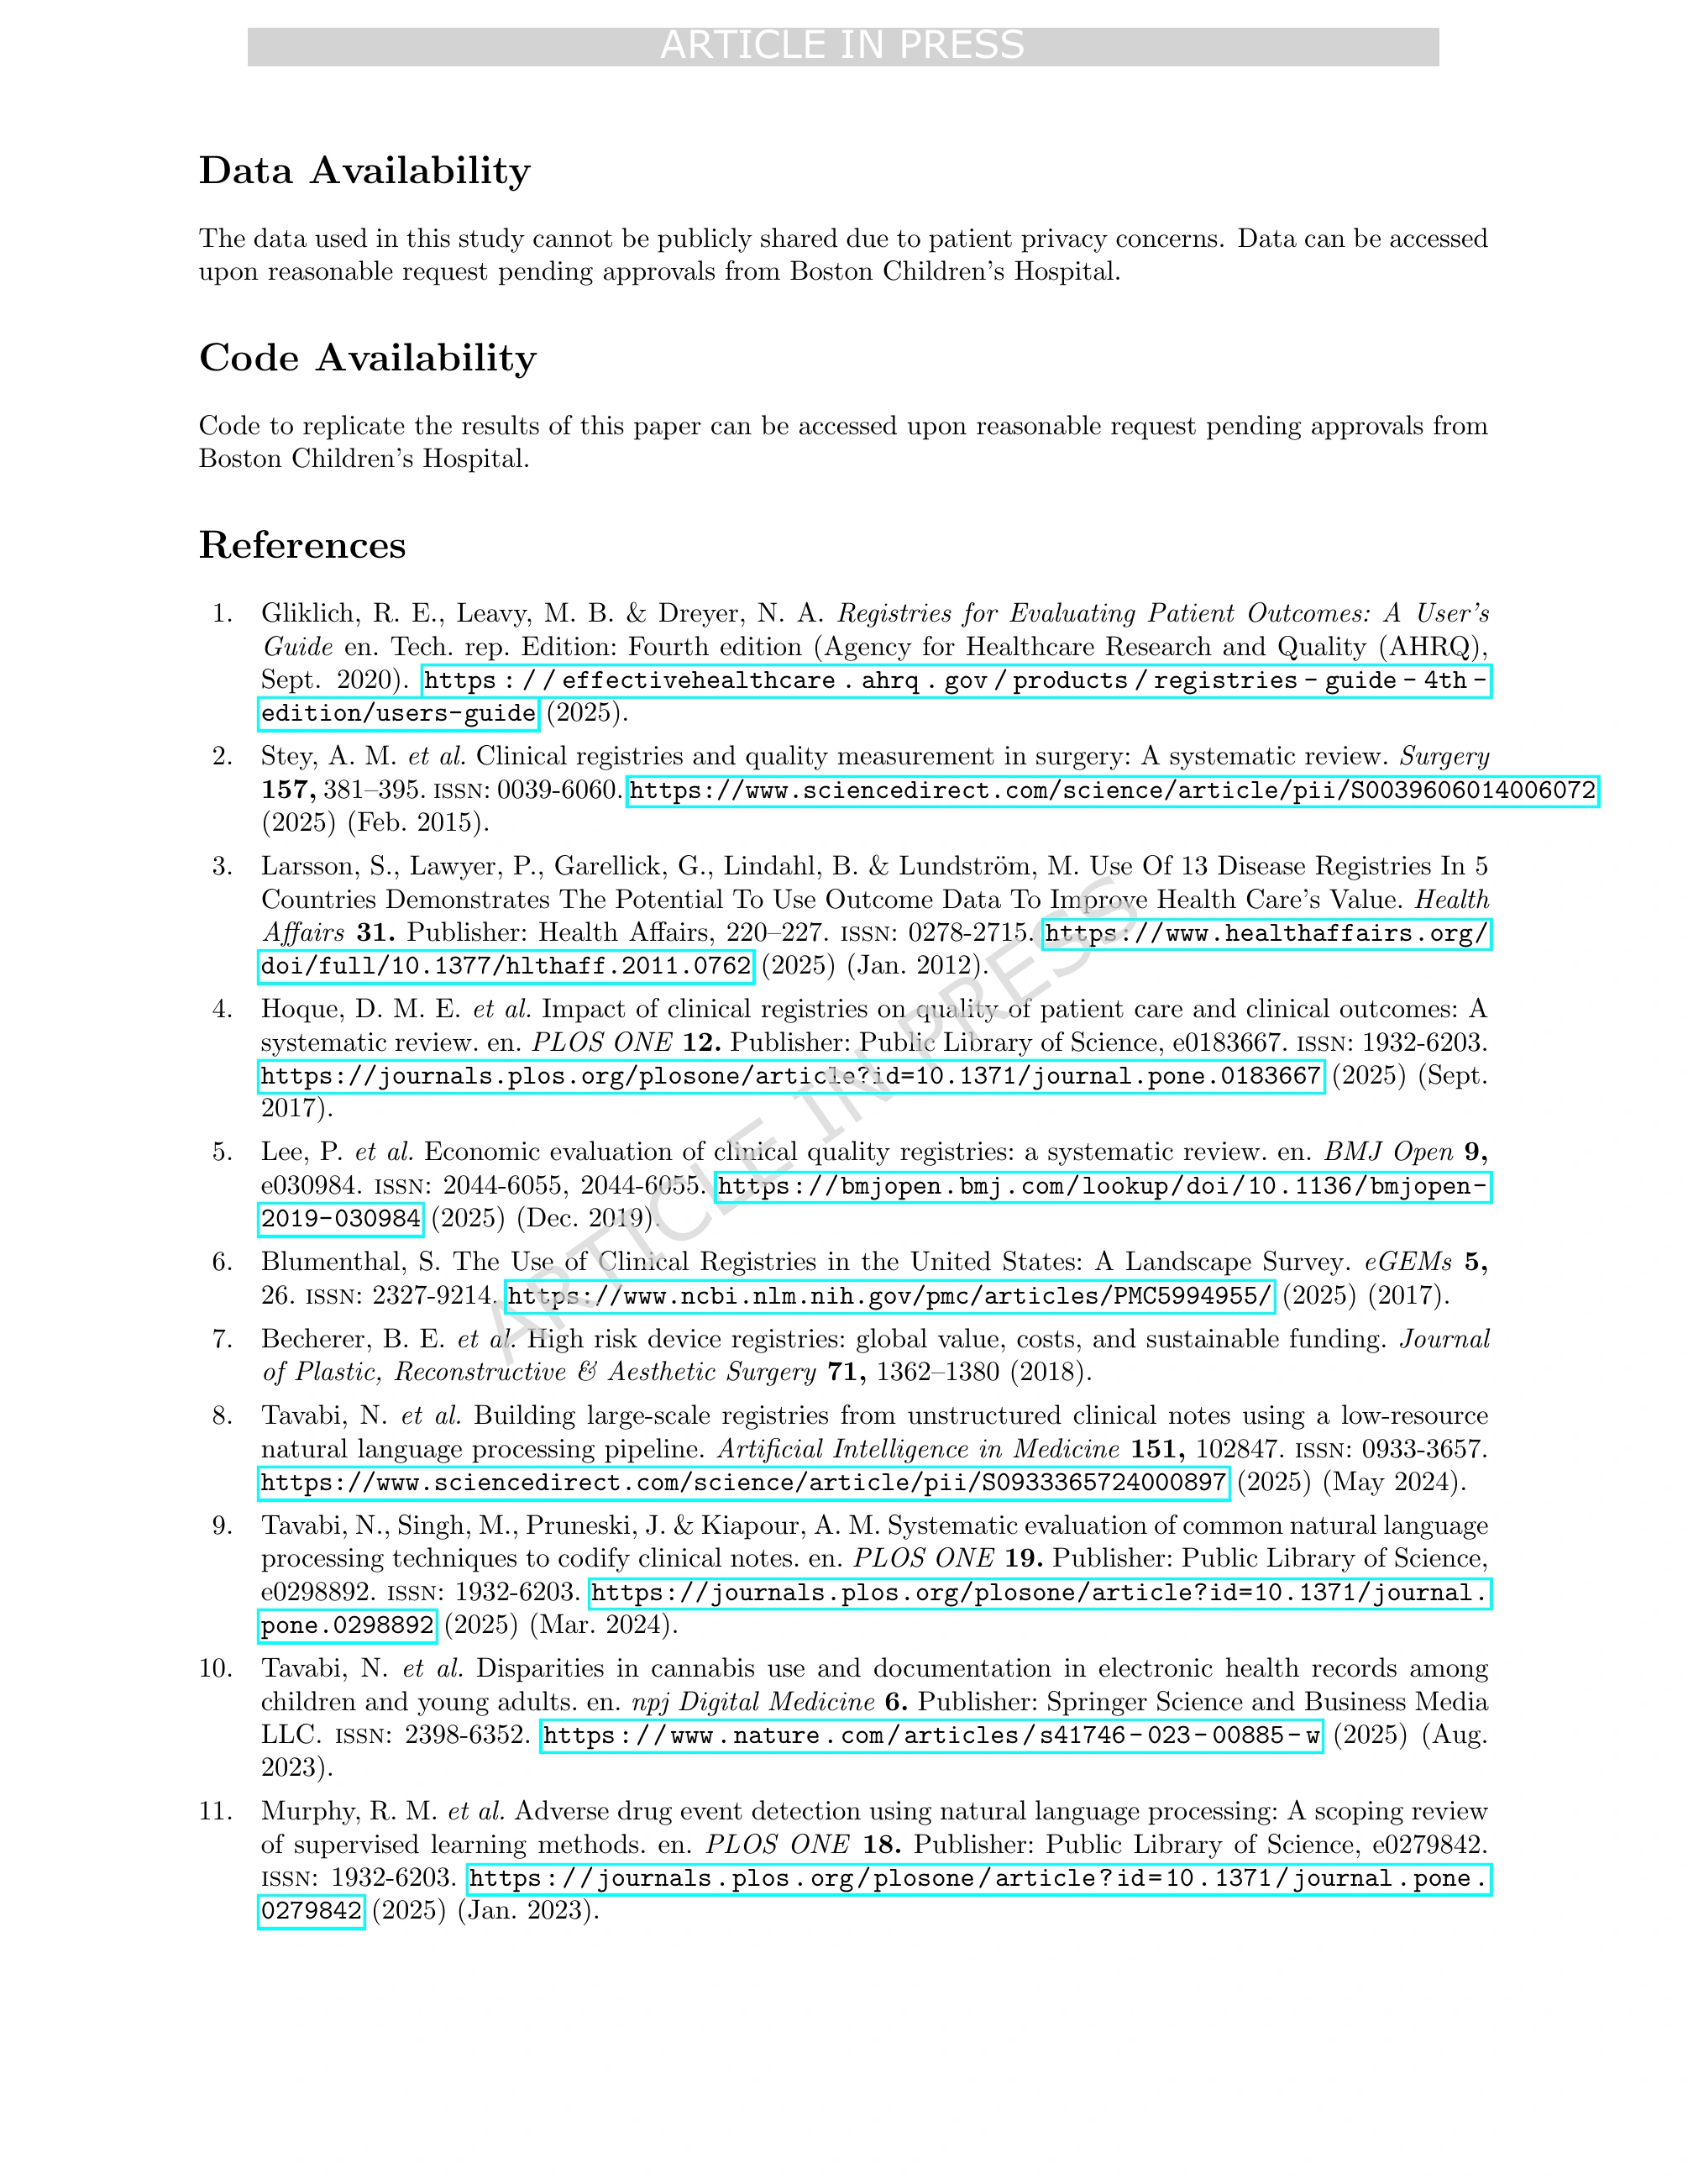 ARTICLE IN PRESS
Data Availability
The data used in this study cannot be publicly shared due to patient privacy concerns. Data can be accessed
upon reasonable request pending approvals from Boston Children's Hospital.
Code Availability
Code to replicate the results of this paper can be accessed upon reasonable request pending approvals from
Boston Children's Hospital.
References
1. Gliklich, R. E., Leavy, M. B. & Dreyer, N. A. Registries for Evaluating Patient Outcomes: A User's
Guide en. Tech. rep. Edition: Fourth edition (Agency for Healthcare Research and Quality (AHRQ),
Sept. 2020). https://effectivehealthcare.ahrq.gov/products/registries-guide-4th-
edition/users-guide (2025).
2. Stey, A. M. et al. Clinical registries and quality measurement in surgery: A systematic review. Surgery
157, 381–395. ISSN: 0039-6060. https://www.sciencedirect.com/science/article/pii/S0039606014006072
(2025) (Feb. 2015).
3. Larsson, S., Lawyer, P., Garellick, G., Lindahl, B. & Lundström, M. Use Of 13 Disease Registries In 5
Countries Demonstrates The Potential To Use Outcome Data To Improve Health Care's Value. Health
Affairs 31. Publisher: Health Affairs, 220–227. ISSN: 0278-2715. https://www.healthaffairs.org/
doi/full/10.1377/hlthaff.2011.0762 (2025) (Jan. 2012).
4. Hoque, D. M. E. et al. Impact of clinical registries on quality of patient care and clinical outcomes: A
systematic review. en. PLOS ONE 12. Publisher: Public Library of Science, e0183667. ISSN: 1932-6203.
https://journals.plos.org/plosone/article?id=10.1371/journal.pone.0183667 (2025) (Sept.
2017).
5. Lee, P. et al. Economic evaluation of clinical quality registries: a systematic review. en. BMJ Open 9,
e030984. ISSN: 2044-6055, 2044-6055. https://bmjopen.bmj.com/lookup/doi/10.1136/bmjopen-
2019-030984 (2025) (Dec. 2019).
6. Blumenthal, S. The Use of Clinical Registries in the United States: A Landscape Survey. eGEMs 5,
26. ISSN: 2327-9214. https://www.ncbi.nlm.nih.gov/pmc/articles/PMC5994955/ (2025) (2017).
7. Becherer, B. E. et al. High risk device registries: global value, costs, and sustainable funding. Journal
of Plastic, Reconstructive & Aesthetic Surgery 71, 1362–1380 (2018).
8. Tavabi, N. et al. Building large-scale registries from unstructured clinical notes using a low-resource
natural language processing pipeline. Artificial Intelligence in Medicine 151, 102847. ISSN: 0933-3657.
https://www.sciencedirect.com/science/article/pii/S0933365724000897 (2025) (May 2024).
9. Tavabi, N., Singh, M., Pruneski, J. & Kiapour, A. M. Systematic evaluation of common natural language
processing techniques to codify clinical notes. en. PLOS ONE 19. Publisher: Public Library of Science,
e0298892. ISSN: 1932-6203. https://journals.plos.org/plosone/article?id=10.1371/journal.
pone.0298892 (2025) (Mar. 2024).
10. Tavabi, N. et al. Disparities in cannabis use and documentation in electronic health records among
children and young adults. en. npj Digital Medicine 6. Publisher: Springer Science and Business Media
LLC. ISSN: 2398-6352. https://www.nature.com/articles/s41746-023-00885-w (2025) (Aug.
2023).
11. Murphy, R. M. et al. Adverse drug event detection using natural language processing: A scoping review
of supervised learning methods. en. PLOS ONE 18. Publisher: Public Library of Science, e0279842.
ISSN: 1932-6203. https://journals.plos.org/plosone/article?id=10.1371/journal.pone.
0279842 (2025) (Jan. 2023).
ARTICLE IN PRESS